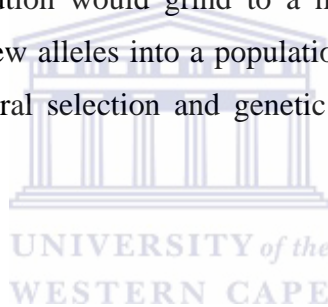 ation would grind to a
ew alleles into a populatio
ral selection and genetic
UNIVERSITY of the
WESTERN CAPE